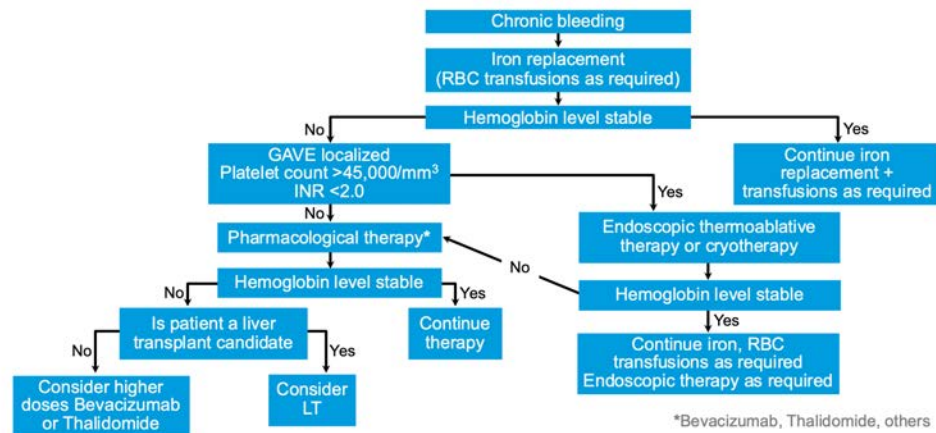 Chronic bleeding
Iron replacement
(RBC transfusions as required)
Hemoglobin level stable
No
Yes
GAVE localized
Platelet count >45,000/mm³
INR <2.0
Continue iron
replacement +
transfusions as required
Yes
No
Pharmacological therapy*
Endoscopic thermoablative
therapy or cryotherapy
No
Hemoglobin level stable
Hemoglobin level stable
No
Yes
Yes
Is patient a liver
transplant candidate
Continue
therapy
Continue iron, RBC
transfusions as required
Endoscopic therapy as required
No
Yes
Consider higher
doses Bevacizumab
or Thalidomide
Consider
LT
*Bevacizumab, Thalidomide, others